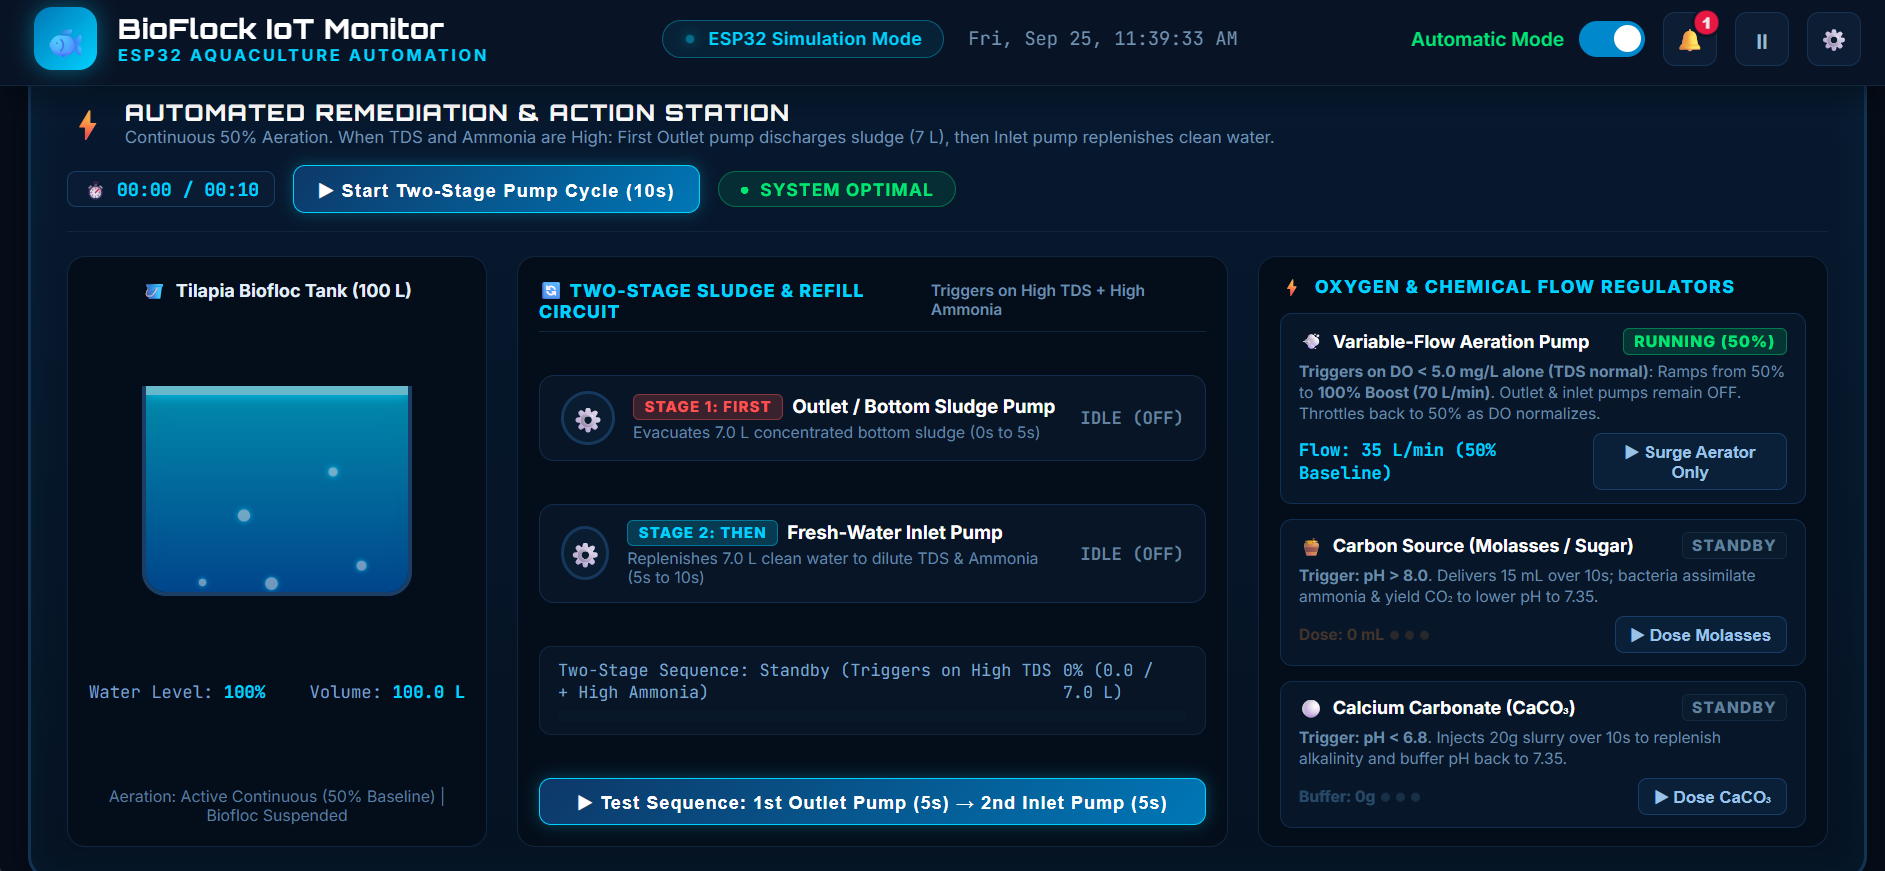 BioFlock IoT Monitor
ESP32 AQUACULTURE AUTOMATION
ESP32 Simulation Mode
Fri, Sep 25, 11:39:33 AM
Automatic Mode
1
AUTOMATED REMEDIATION & ACTION STATION
Continuous 50% Aeration. When TDS and Ammonia are High: First Outlet pump discharges sludge (7 L), then Inlet pump replenishes clean water.
00:00 / 00:10
▶ Start Two-Stage Pump Cycle (10s)
• SYSTEM OPTIMAL
Tilapia Biofloc Tank (100 L)
Water Level: 100%
Volume: 100.0 L
Aeration: Active Continuous (50% Baseline) |
Biofloc Suspended
TWO-STAGE SLUDGE & REFILL
CIRCUIT
Triggers on High TDS + High
Ammonia
STAGE 1: FIRST
Outlet / Bottom Sludge Pump
Evacuates 7.0 L concentrated bottom sludge (0s to 5s)
IDLE (OFF)
STAGE 2: THEN
Fresh-Water Inlet Pump
Replenishes 7.0 L clean water to dilute TDS & Ammonia
(5s to 10s)
IDLE (OFF)
Two-Stage Sequence: Standby (Triggers on High TDS
+ High Ammonia)
0% (0.0 /
7.0 L)
▶ Test Sequence: 1st Outlet Pump (5s) → 2nd Inlet Pump (5s)
OXYGEN & CHEMICAL FLOW REGULATORS
Variable-Flow Aeration Pump
RUNNING (50%)
Triggers on DO < 5.0 mg/L alone (TDS normal): Ramps from 50%
to 100% Boost (70 L/min). Outlet & inlet pumps remain OFF.
Throttles back to 50% as DO normalizes.
Flow: 35 L/min (50%
Baseline)
▶ Surge Aerator
Only
Carbon Source (Molasses / Sugar)
STANDBY
Trigger: pH > 8.0. Delivers 15 mL over 10s; bacteria assimilate
ammonia & yield CO₂ to lower pH to 7.35.
Dose: 0 mL
▶ Dose Molasses
Calcium Carbonate (CaCO₃)
STANDBY
Trigger: pH < 6.8. Injects 20g slurry over 10s to replenish
alkalinity and buffer pH back to 7.35.
Buffer: 0g
▶ Dose CaCO₃